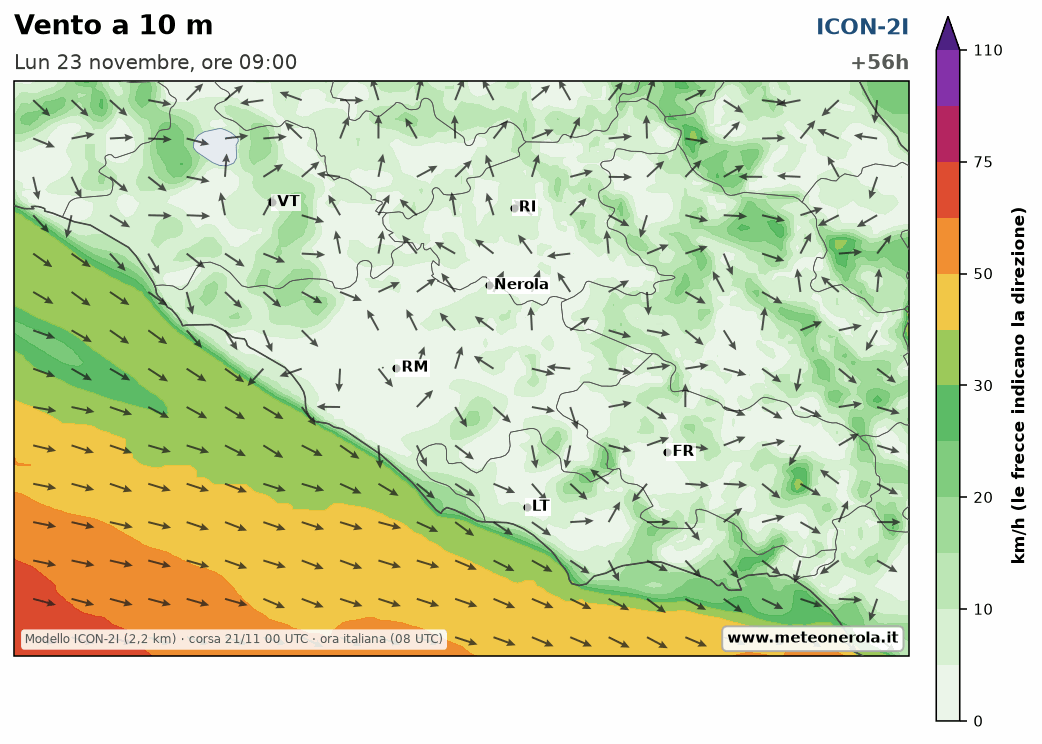 Vento a 10 m
ICON-2I
Lun 23 novembre, ore 09:00
+56h
VT
RI
Nerola
RM
FR
LT
Modello ICON-2I (2,2 km) · corsa 21/11 00 UTC · ora italiana (08 UTC)
www.meteonerola.it
110
75
50
30
20
10
0
km/h (le frecce indicano la direzione)